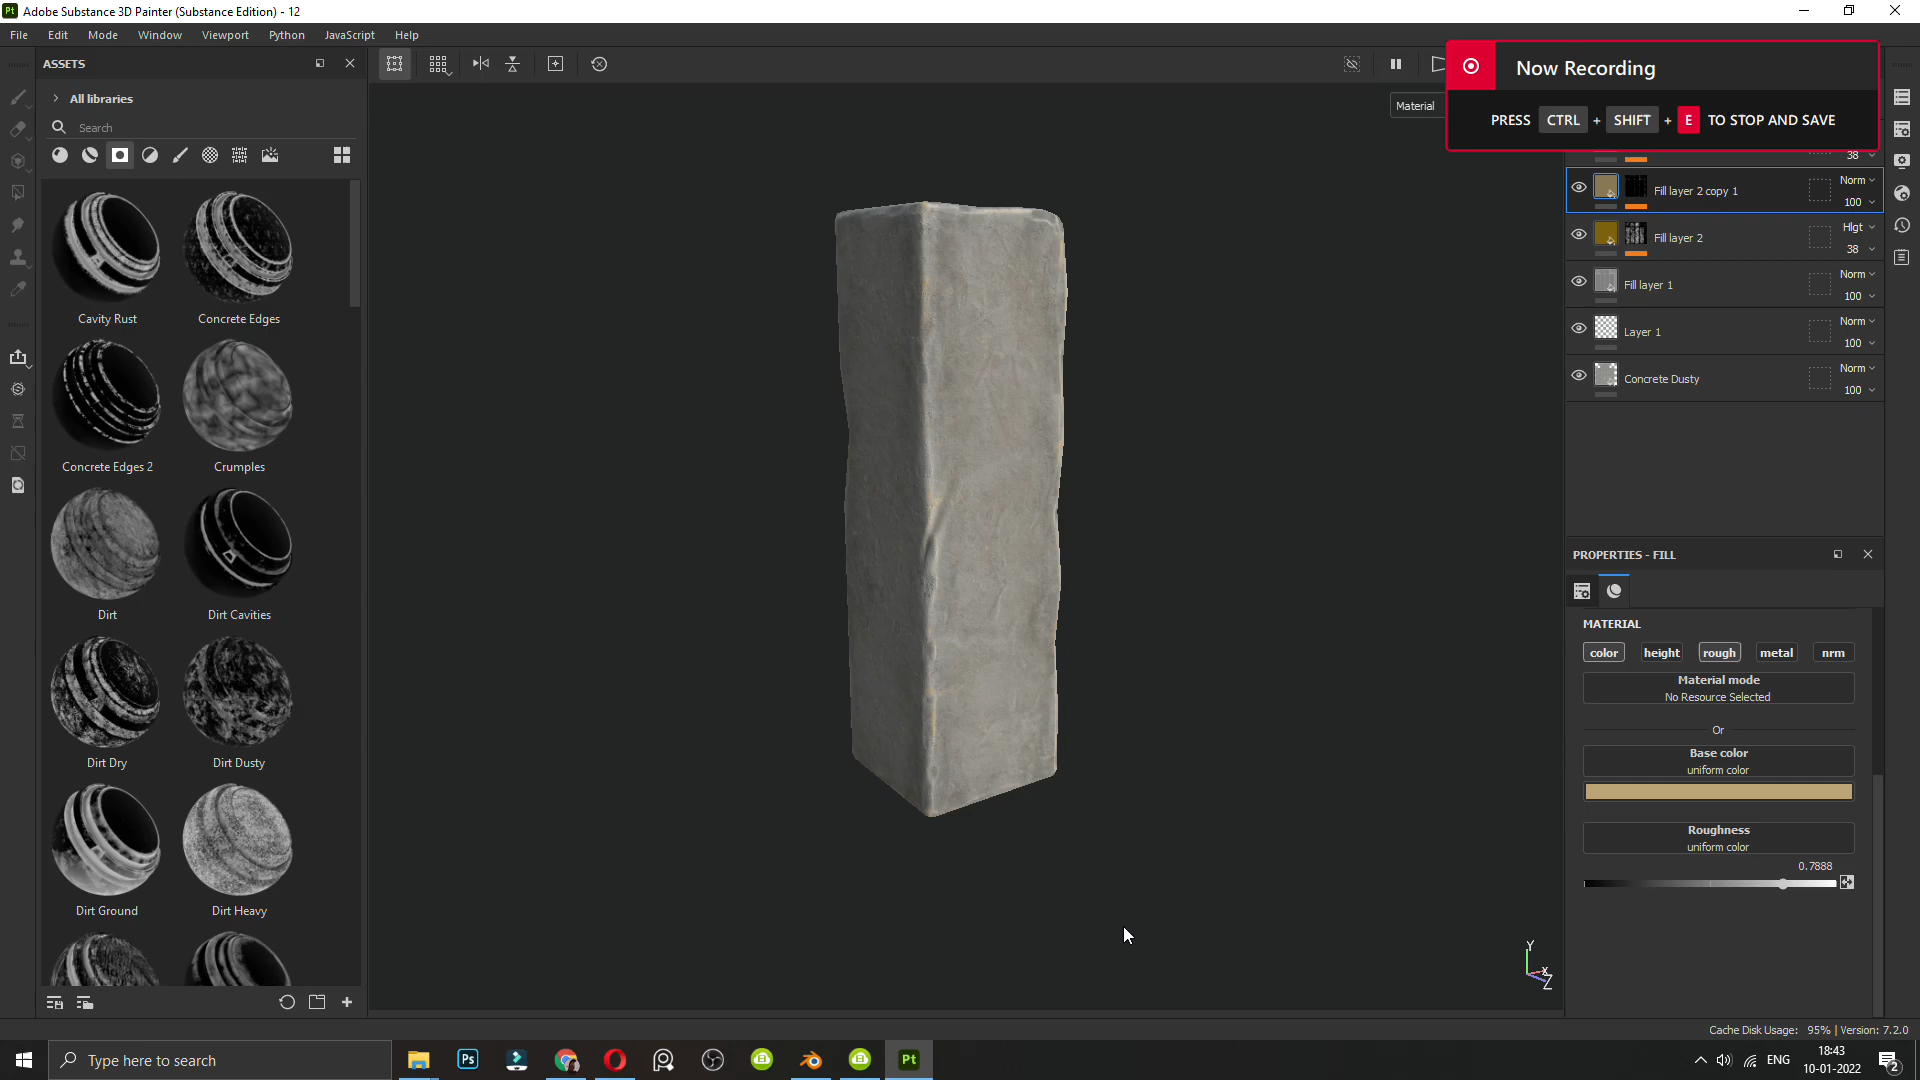 Pt Adobe Substance 3D Painter (Substance Edition) - 12
File Edit Mode Window Viewport Python JavaScript Help
ASSETS
All libraries
Search
Cavity Rust
Concrete Edges
Concrete Edges 2
Crumples
Dirt
Dirt Cavities
Dirt Dry
Dirt Dusty
Dirt Ground
Dirt Heavy
Material
Now Recording
PRESS CTRL + SHIFT + E TO STOP AND SAVE
38
Fill layer 2 copy 1
Norm
100
Fill layer 2
Hlgt
38
Fill layer 1
Norm
100
Layer 1
Norm
100
Concrete Dusty
Norm
100
PROPERTIES - FILL
MATERIAL
color height rough metal nrm
Material mode
No Resource Selected
Or
Base color
uniform color
Roughness
uniform color
0.7888
Y
X
Z
Cache Disk Usage: 95% | Version: 7.2.0
Type here to search
Ps
Pt
ENG
18:43
10-01-2022
2